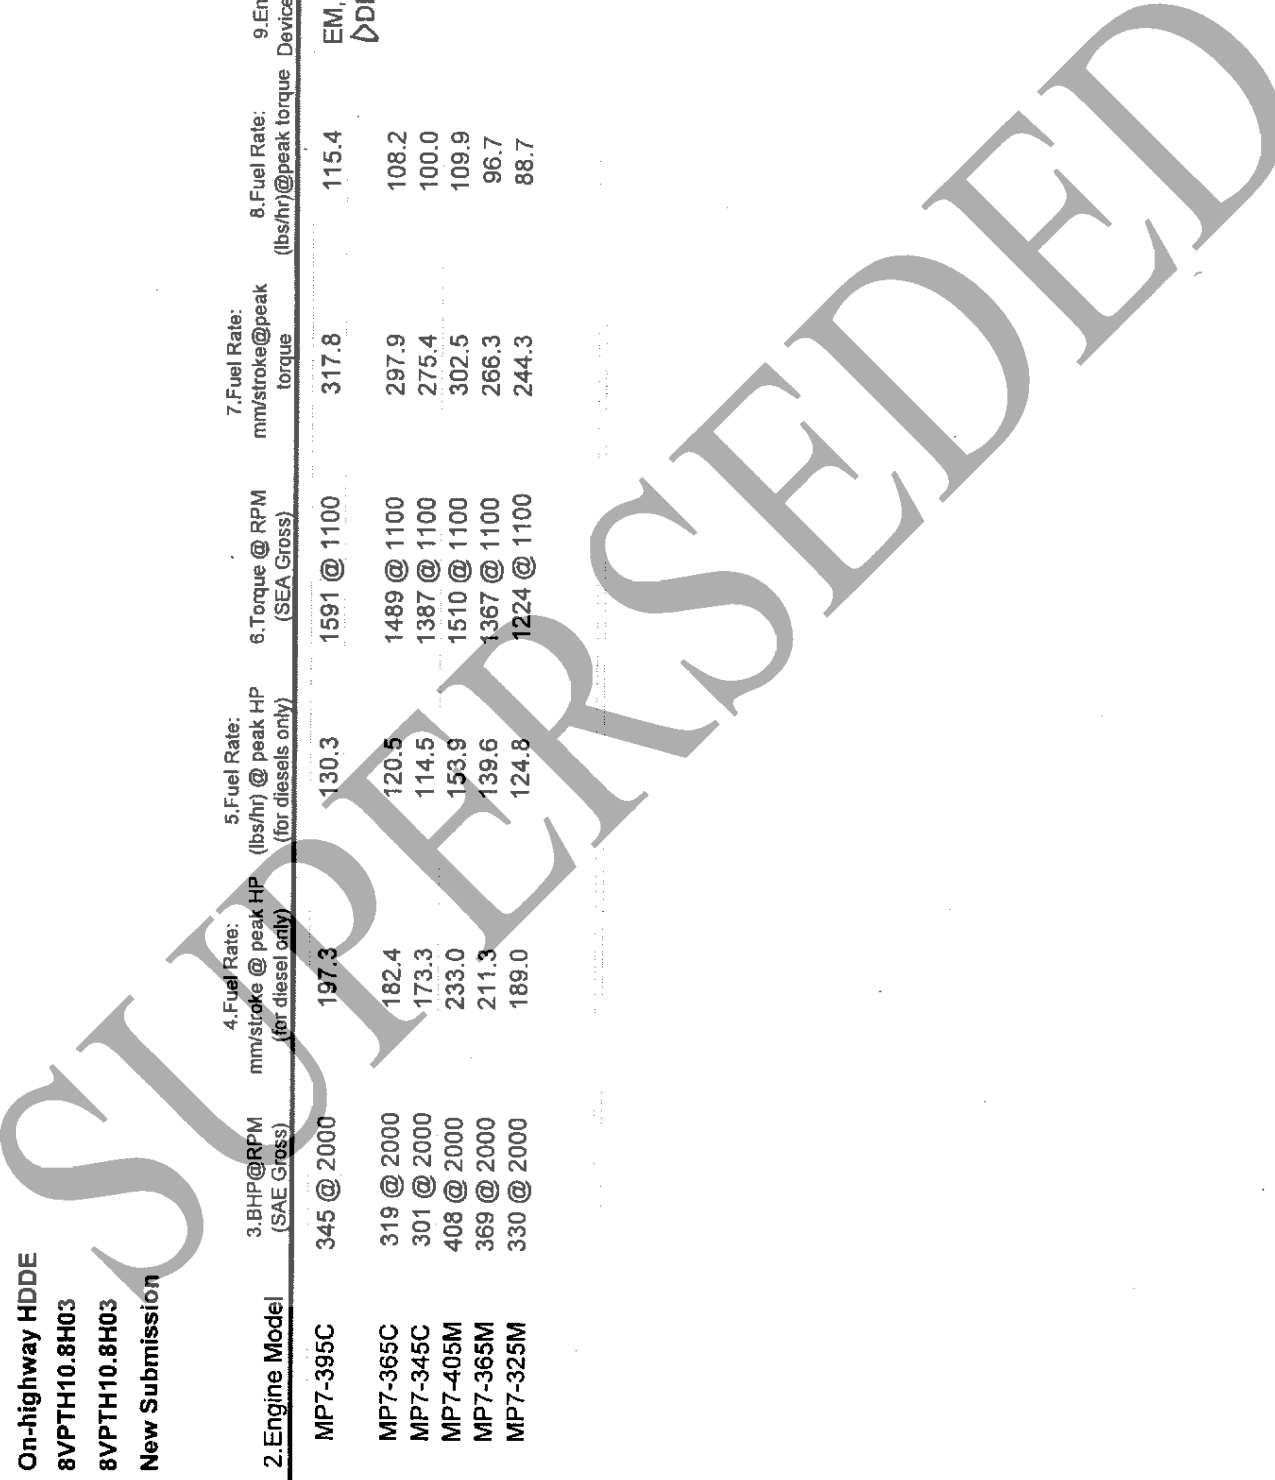 On-highway HDDE
8VPTH10.8H03
8VPTH10.8H03
New Submission
2.Engine Model 3.BHP@RPM (SAE Gross) 4.Fuel Rate: mm/stroke @ peak HP (for diesel only) 5.Fuel Rate: (lbs/hr) @ peak HP (for diesels only) 6.Torque @ RPM (SEA Gross) 7.Fuel Rate: mm/stroke@peak torque 8.Fuel Rate: (lbs/hr)@peak torque 9.En Device
MP7-395C 345 @ 2000 197.3 130.3 1591 @ 1100 317.8 115.4 EM,
DDI
MP7-365C 319 @ 2000 182.4 120.5 1489 @ 1100 297.9 108.2
MP7-345C 301 @ 2000 173.3 114.5 1387 @ 1100 275.4 100.0
MP7-405M 408 @ 2000 233.0 153.9 1510 @ 1100 302.5 109.9
MP7-365M 369 @ 2000 211.3 139.6 1367 @ 1100 266.3 96.7
MP7-325M 330 @ 2000 189.0 124.8 1224 @ 1100 244.3 88.7
SUPERSEDED